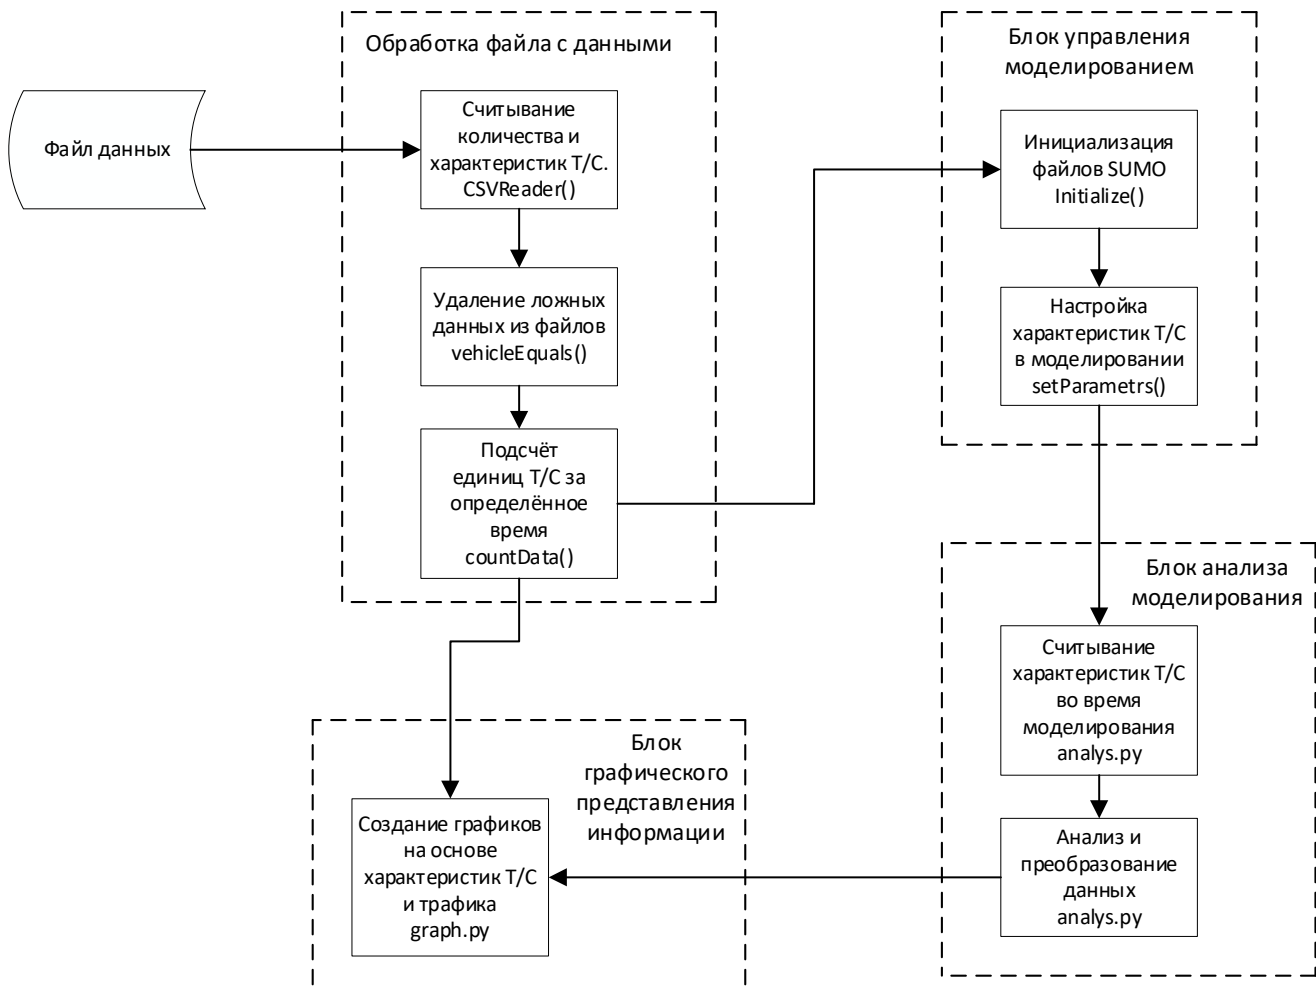 Обработка файла с данными
Файл данных
Считывание
количества и
характеристик Т/С.
CSVReader()
Удаление ложных
данных из файлов
vehicleEquals()
Подсчёт
единиц Т/С за
определённое
время
countData()
Блок управления
моделированием
Инициализация
файлов SUMO
Initialize()
Настройка
характеристик Т/С
в моделировании
setParametrs()
Блок анализа
моделирования
Считывание
характеристик Т/С
во время
моделирования
analys.py
Анализ и
преобразование
данных
analys.py
Блок
графического
представления
информации
Создание графиков
на основе
характеристик Т/С
и трафика
graph.py